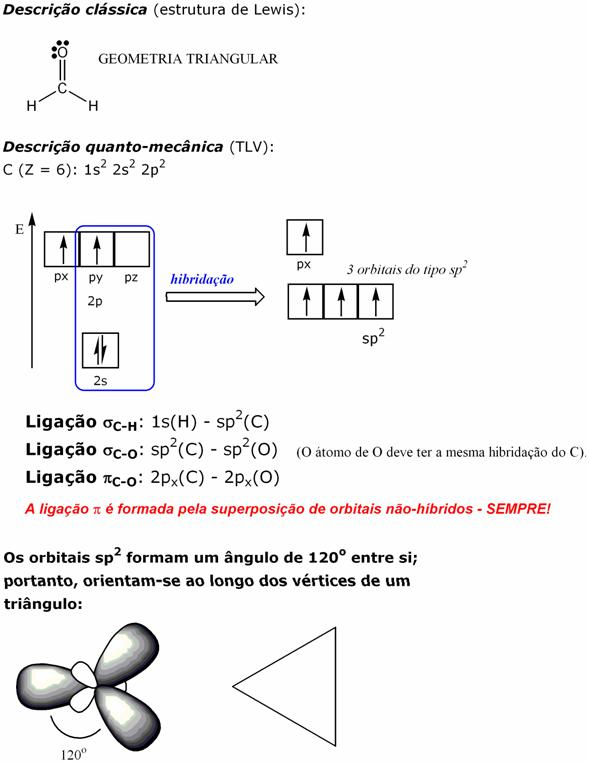 Descrição clássica (estrutura de Lewis):
O
GEOMETRIA TRIANGULAR
C
H H
Descrição quanto-mecânica (TLV):
C (Z = 6): 1s² 2s² 2p²
E
px py pz
2p
2s
hibridação
px
3 orbitais do tipo sp²
sp²
Ligação σC-H: 1s(H) - sp²(C)
Ligação σC-O: sp²(C) - sp²(O) (O átomo de O deve ter a mesma hibridação do C).
Ligação πC-O: 2px(C) - 2px(O)
A ligação π é formada pela superposição de orbitais não-híbridos - SEMPRE!
Os orbitais sp² formam um ângulo de 120º entre si;
portanto, orientam-se ao longo dos vértices de um
triângulo:
120º